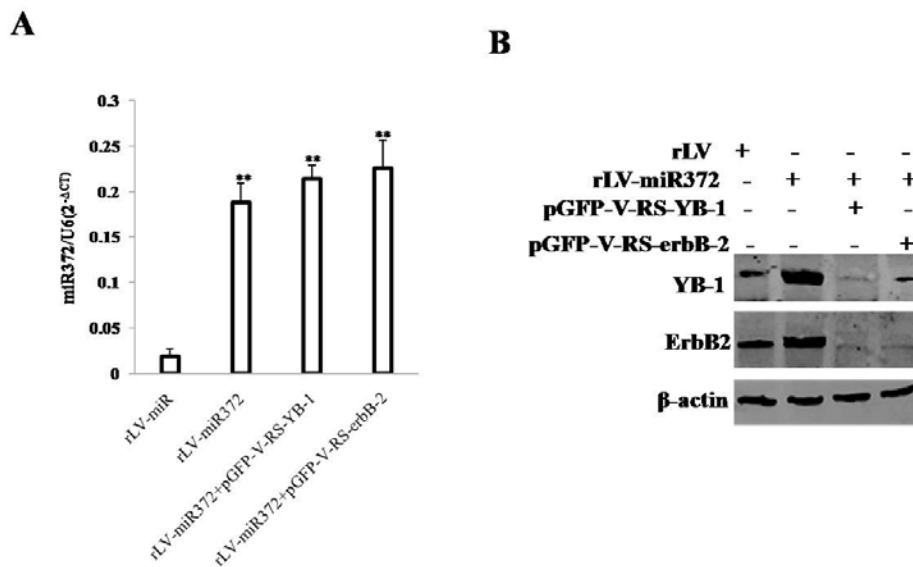 A
miR372/U6(2-ΔCT)
0.3
0.25
0.2
0.15
0.1
0.05
0
**
**
**
rLV-miR
rLV-miR372
rLV-miR372+pGFP-V-RS-YB-1
rLV-miR372+pGFP-V-RS-erbB-2
B
rLV + - - -
rLV-miR372 - + + +
pGFP-V-RS-YB-1 - - + -
pGFP-V-RS-erbB-2 - - - +
YB-1
ErbB2
β-actin